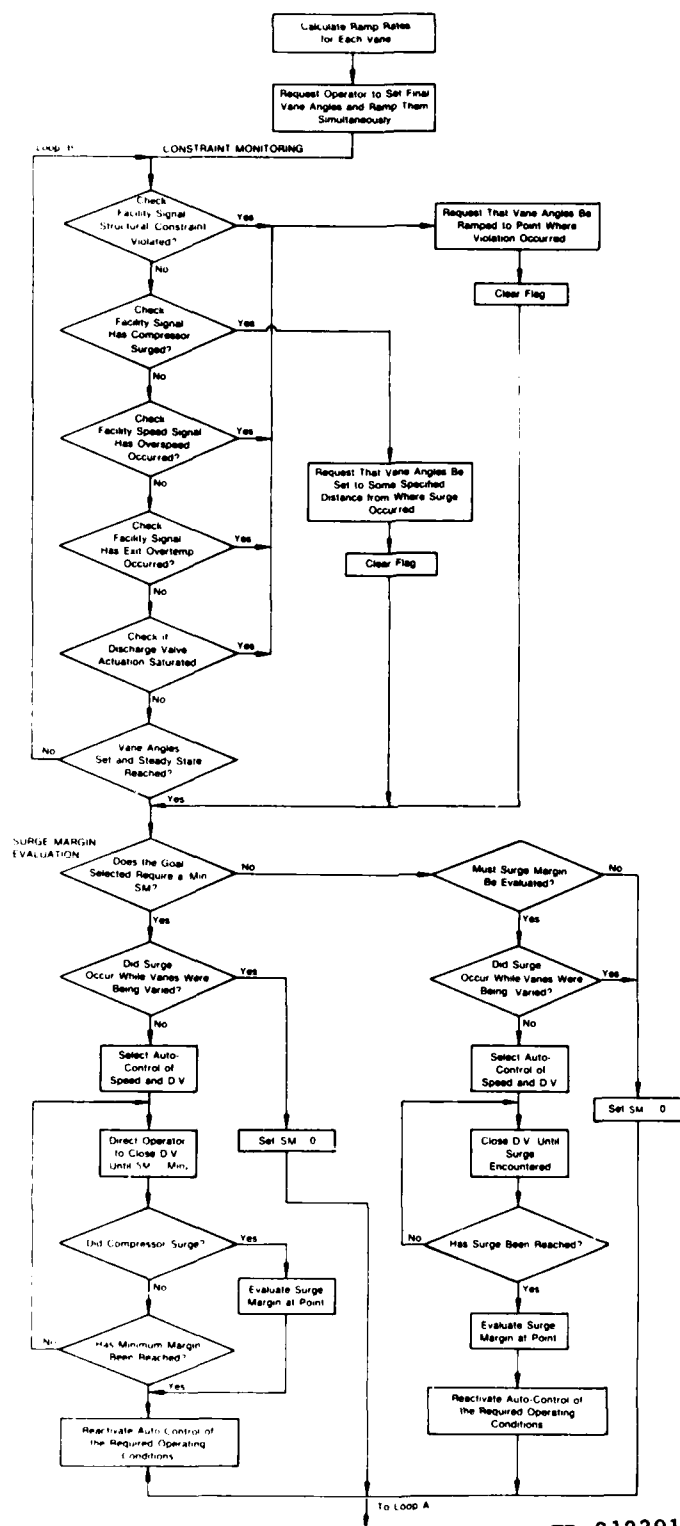 Calculate Ramp Rates
for Each Vane
Request Operator to Set Final
Vane Angles and Ramp Them
Simultaneously
Loop
CONSTRAINT MONITORING
Check
Facility Signal
Structural Constraint
Violated?
Yes
No
Request That Vane Angles Be
Ramped to Point Where
Violation Occurred
Clear Flag
Check
Facility Signal
Has Compressor
Surged?
Yes
No
Check
Facility Speed Signal
Has Overspeed
Occurred?
Yes
No
Request That Vane Angles Be
Set to Some Specified
Distance from Where Surge
Occurred
Clear Flag
Check
Facility Signal
Has Exit Overtemp
Occurred?
Yes
No
Check if
Discharge Valve
Actuation Saturated
Yes
No
Vane Angles
Set and Steady State
Reached?
No
Yes
SURGE MARGIN
EVALUATION
Does the Goal
Selected Require a Min
SM?
No
Yes
Must Surge Margin
Be Evaluated?
No
Yes
Did Surge
Occur While Vanes Were
Being Varied?
Yes
No
Did Surge
Occur While Vanes Were
Being Varied?
Yes
No
Select Auto-
Control of
Speed and D.V
Select Auto-
Control of
Speed and D.V
Set SM 0
Direct Operator
to Close D.V
Until SM Min,
Set SM 0
Close D.V. Until
Surge
Encountered
Did Compressor Surge?
Yes
No
Has Surge Been Reached?
No
Yes
Evaluate Surge
Margin at Point
Evaluate Surge
Margin at Point
Has Minimum Margin
Been Reached?
No
Yes
Reactivate Auto-Control of
the Required Operating
Conditions
Reactivate Auto-Control of
the Required Operating
Conditions
To Loop A